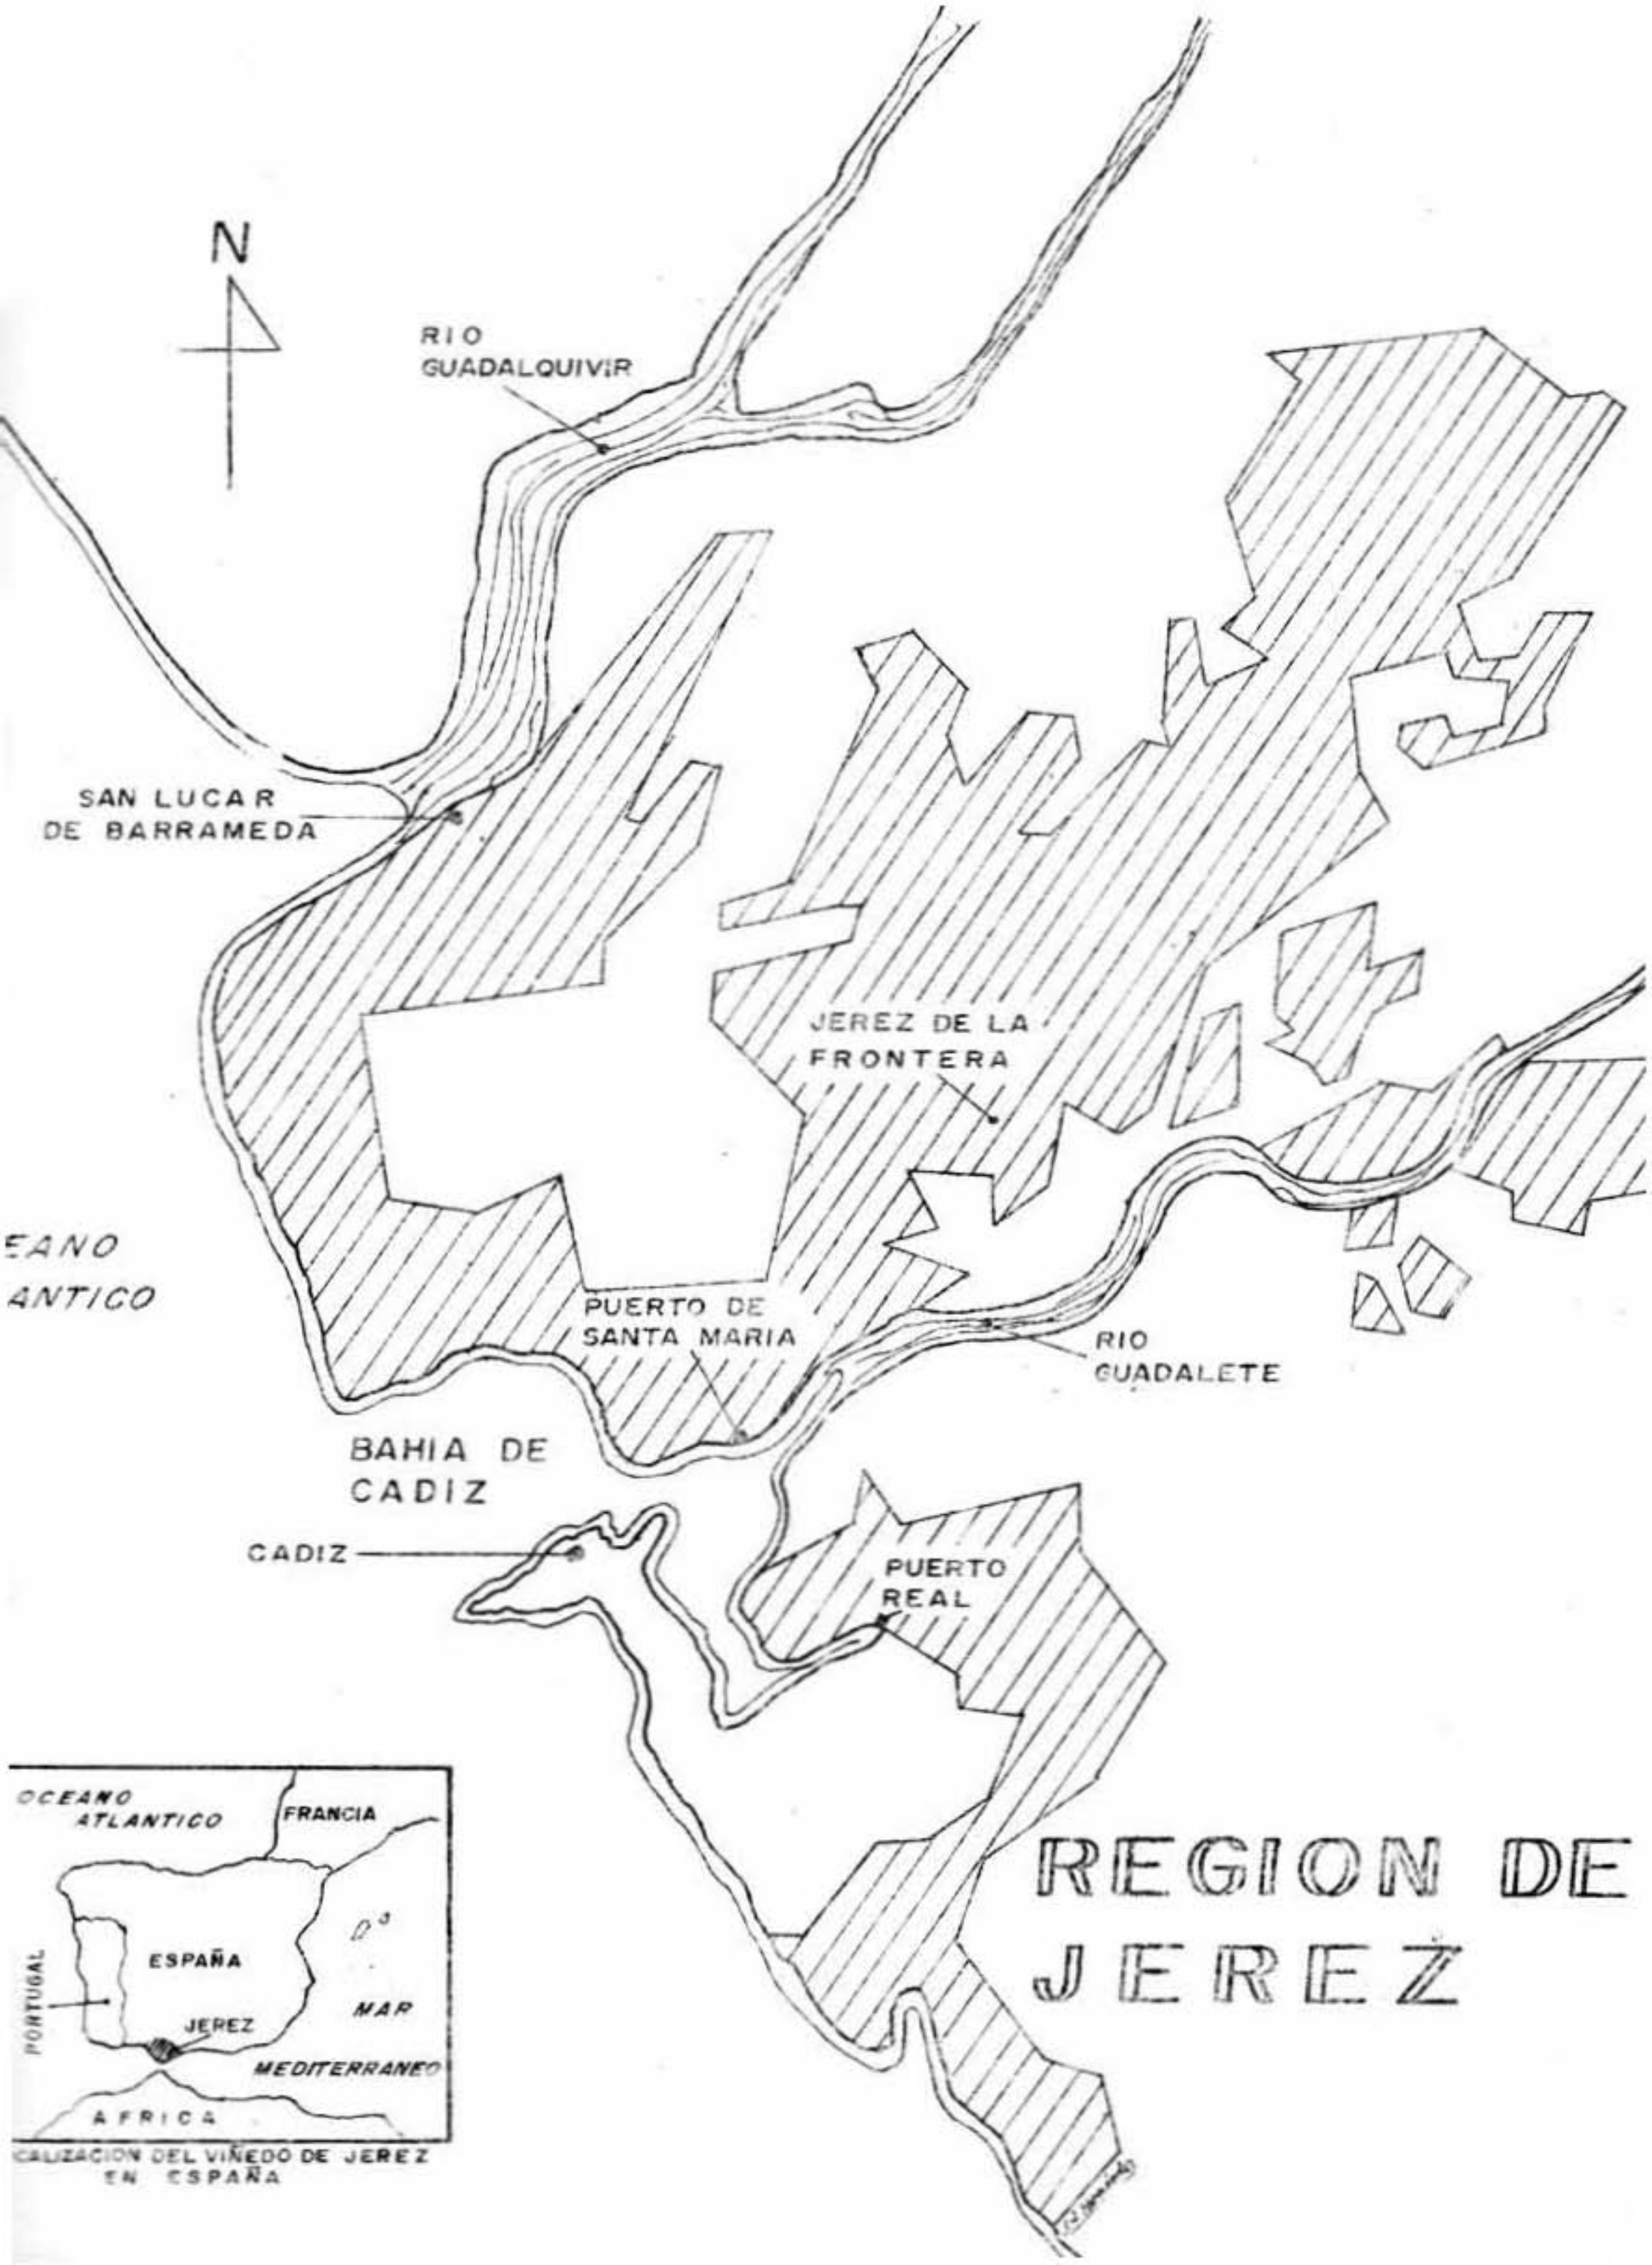 N
RIO
GUADALQUIVIR
SAN LUCAR
DE BARRAMEDA
JEREZ DE LA
FRONTERA
EANO
ANTICO
PUERTO DE
SANTA MARIA
RIO
GUADALETE
BAHIA DE
CADIZ
CADIZ
PUERTO
REAL
REGION DE
JEREZ
OCEANO
ATLANTICO
FRANCIA
ESPAÑA
PORTUGAL
JEREZ
MAR
MEDITERRANEO
AFRICA
CALIZACION DEL VIÑEDO DE JEREZ
EN ESPAÑA